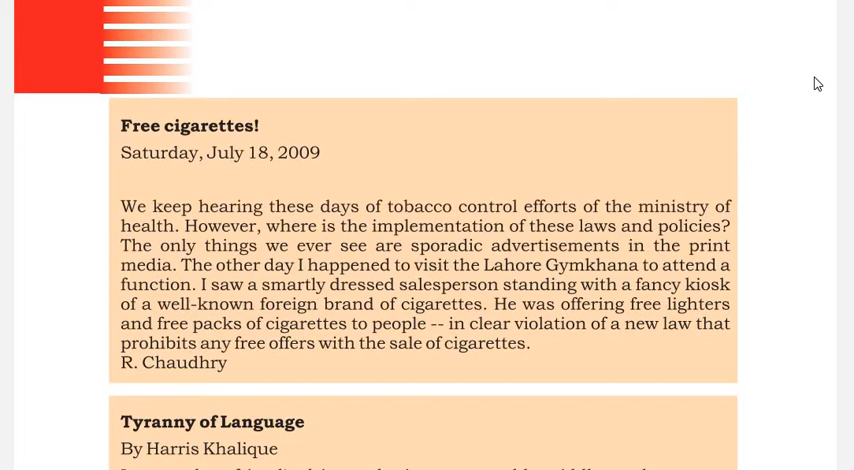 Free cigarettes!
Saturday, July 18, 2009
We keep hearing these days of tobacco control efforts of the ministry of
health. However, where is the implementation of these laws and policies?
The only things we ever see are sporadic advertisements in the print
media. The other day I happened to visit the Lahore Gymkhana to attend a
function. I saw a smartly dressed salesperson standing with a fancy kiosk
of a well-known foreign brand of cigarettes. He was offering free lighters
and free packs of cigarettes to people -- in clear violation of a new law that
prohibits any free offers with the sale of cigarettes.
R. Chaudhry
Tyranny of Language
By Harris Khalique